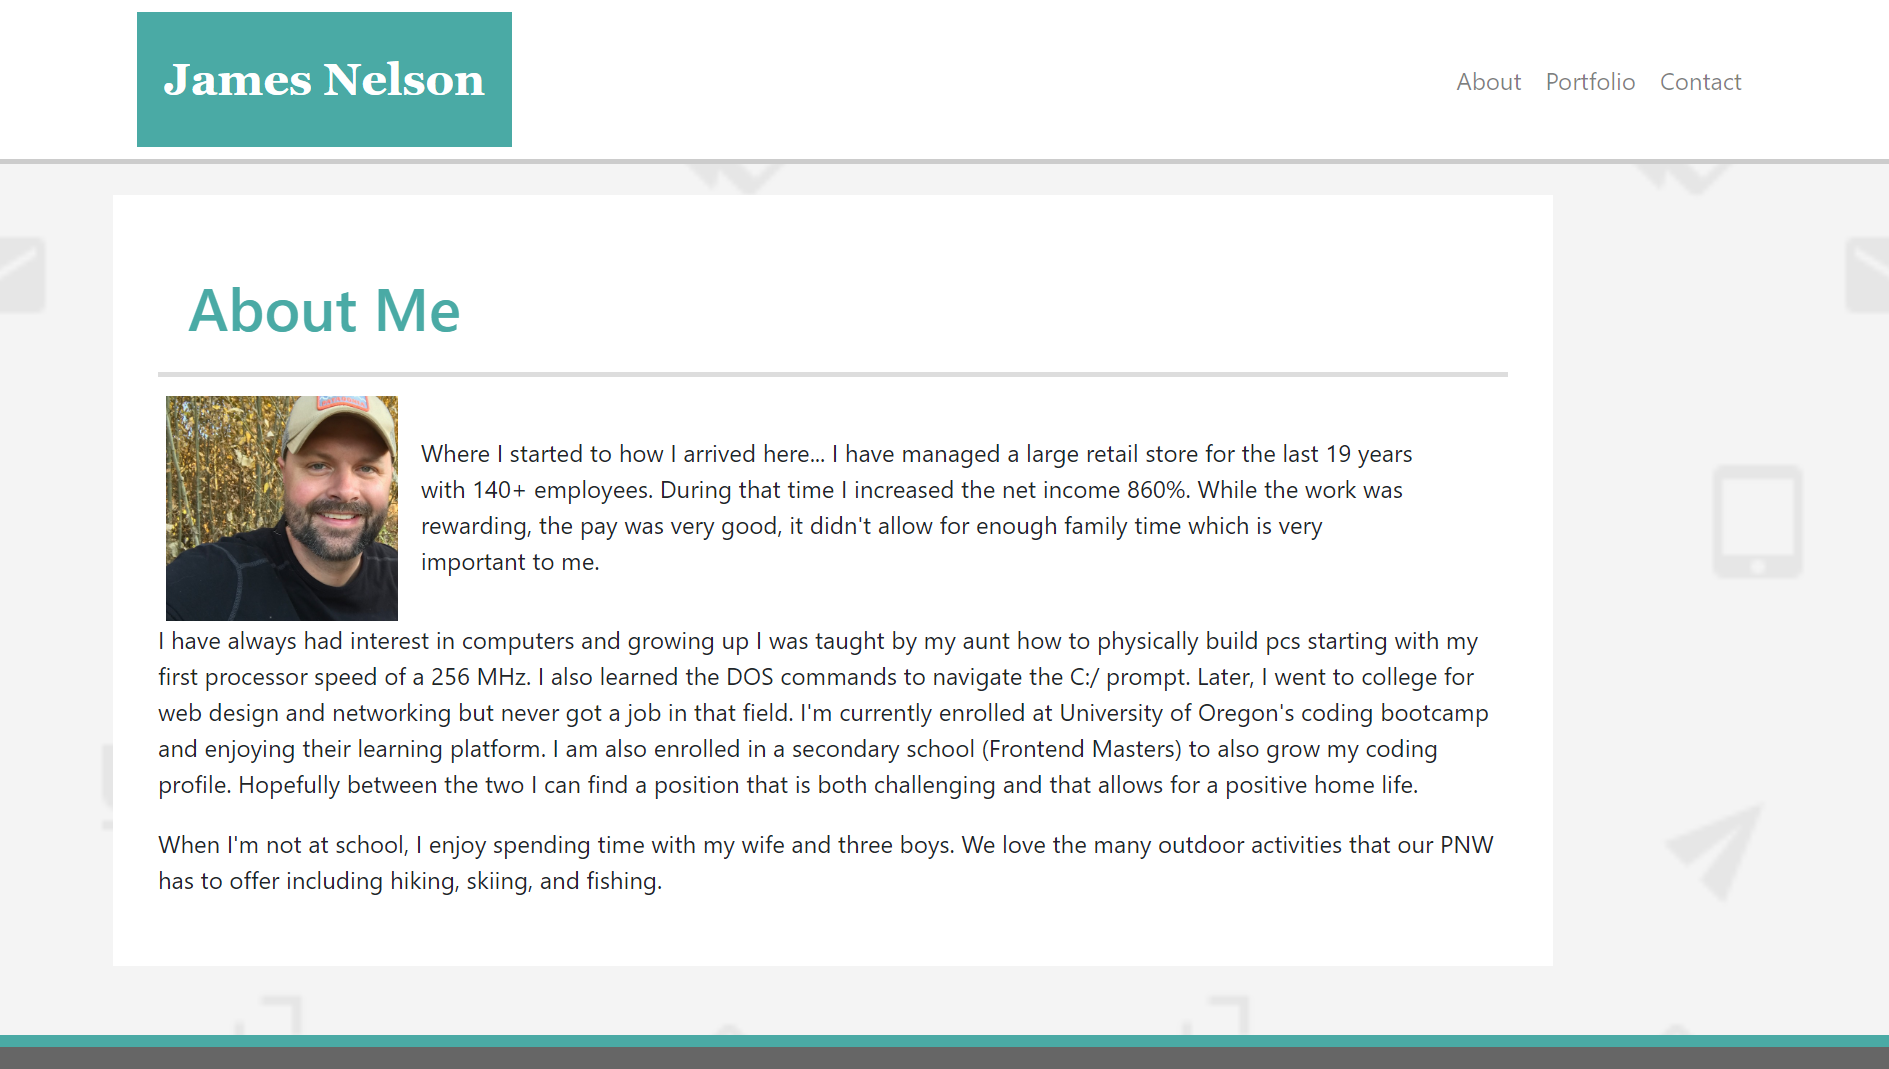 James Nelson
About Portfolio Contact
About Me
Where I started to how I arrived here... I have managed a large retail store for the last 19 years
with 140+ employees. During that time I increased the net income 860%. While the work was
rewarding, the pay was very good, it didn't allow for enough family time which is very
important to me.
I have always had interest in computers and growing up I was taught by my aunt how to physically build pcs starting with my
first processor speed of a 256 MHz. I also learned the DOS commands to navigate the C:/ prompt. Later, I went to college for
web design and networking but never got a job in that field. I'm currently enrolled at University of Oregon's coding bootcamp
and enjoying their learning platform. I am also enrolled in a secondary school (Frontend Masters) to also grow my coding
profile. Hopefully between the two I can find a position that is both challenging and that allows for a positive home life.
When I'm not at school, I enjoy spending time with my wife and three boys. We love the many outdoor activities that our PNW
has to offer including hiking, skiing, and fishing.